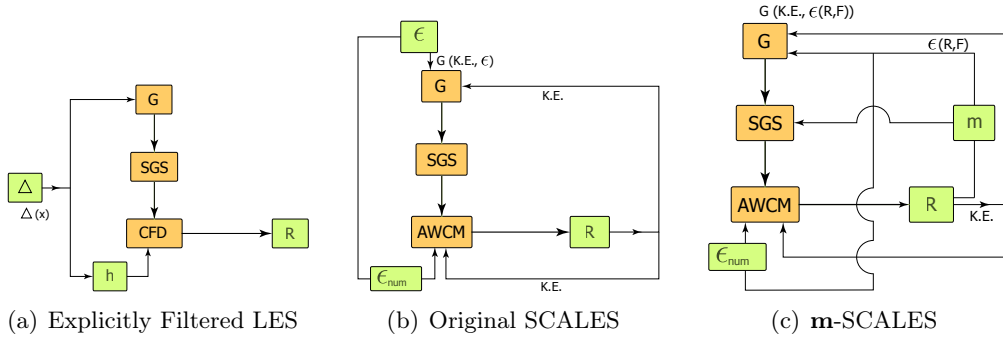 G
SGS
Δ
Δ(x)
CFD
R
h
(a) Explicitly Filtered LES
ϵ
G (K.E., ϵ)
G
K.E.
SGS
AWCM
R
ϵnum
K.E.
(b) Original SCALES
G (K.E., ϵ(R,F))
G
ϵ(R,F)
SGS
m
AWCM
R
K.E.
ϵnum
(c) m-SCALES